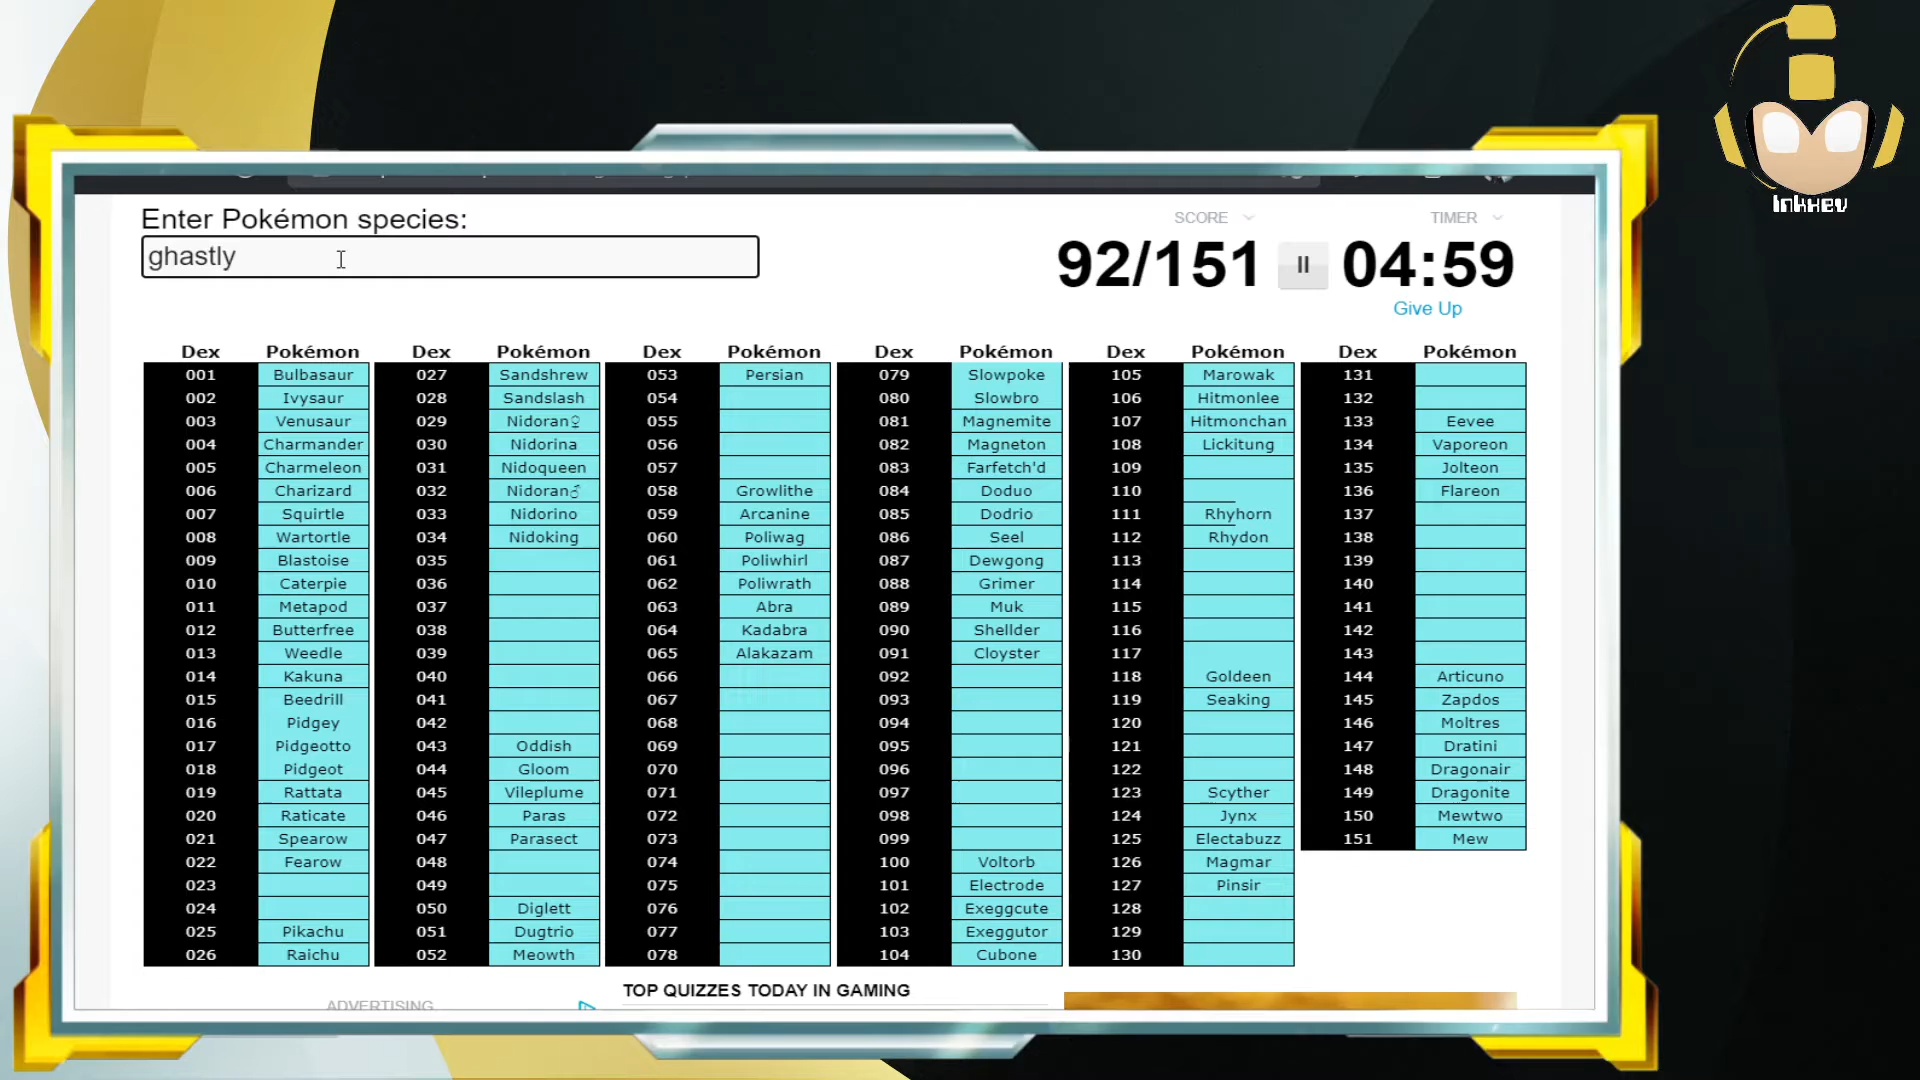 Enter Pokémon species:
ghastly
SCORE
TIMER
92/151
04:59
Give Up
Dex Pokémon Dex Pokémon Dex Pokémon Dex Pokémon Dex Pokémon Dex Pokémon
001 Bulbasaur 027 Sandshrew 053 Persian 079 Slowpoke 105 Marowak 131
002 Ivysaur 028 Sandslash 054 080 Slowbro 106 Hitmonlee 132
003 Venusaur 029 Nidoran♀ 055 081 Magnemite 107 Hitmonchan 133 Eevee
004 Charmander 030 Nidorina 056 082 Magneton 108 Lickitung 134 Vaporeon
005 Charmeleon 031 Nidoqueen 057 083 Farfetch'd 109 135 Jolteon
006 Charizard 032 Nidoran♂ 058 Growlithe 084 Doduo 110 136 Flareon
007 Squirtle 033 Nidorino 059 Arcanine 085 Dodrio 111 Rhyhorn 137
008 Wartortle 034 Nidoking 060 Poliwag 086 Seel 112 Rhydon 138
009 Blastoise 035 061 Poliwhirl 087 Dewgong 113 139
010 Caterpie 036 062 Poliwrath 088 Grimer 114 140
011 Metapod 037 063 Abra 089 Muk 115 141
012 Butterfree 038 064 Kadabra 090 Shellder 116 142
013 Weedle 039 065 Alakazam 091 Cloyster 117 143
014 Kakuna 040 066 092 118 Goldeen 144 Articuno
015 Beedrill 041 067 093 119 Seaking 145 Zapdos
016 Pidgey 042 068 094 120 146 Moltres
017 Pidgeotto 043 Oddish 069 095 121 147 Dratini
018 Pidgeot 044 Gloom 070 096 122 148 Dragonair
019 Rattata 045 Vileplume 071 097 123 Scyther 149 Dragonite
020 Raticate 046 Paras 072 098 124 Jynx 150 Mewtwo
021 Spearow 047 Parasect 073 099 125 Electabuzz 151 Mew
022 Fearow 048 074 100 Voltorb 126 Magmar
023 049 075 101 Electrode 127 Pinsir
024 050 Diglett 076 102 Exeggcute 128
025 Pikachu 051 Dugtrio 077 103 Exeggutor 129
026 Raichu 052 Meowth 078 104 Cubone 130
ADVERTISING
TOP QUIZZES TODAY IN GAMING